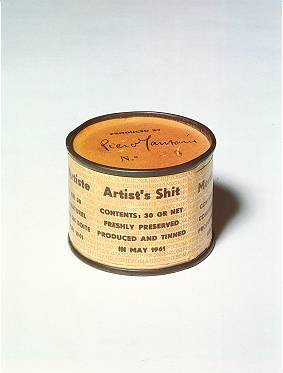 PRODUCED BY
Piero Manzoni
N.º
Artist's Shit
CONTENTS: 30 GR NET
FRESHLY PRESERVED
PRODUCED AND TINNED
IN MAY 1961